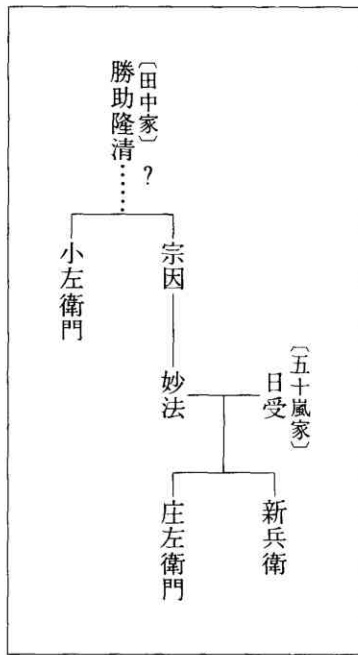 〔田中家〕
勝助隆清
？
宗因
小左衛門
〔五十嵐家〕
日受
妙法
新兵衛
庄左衛門